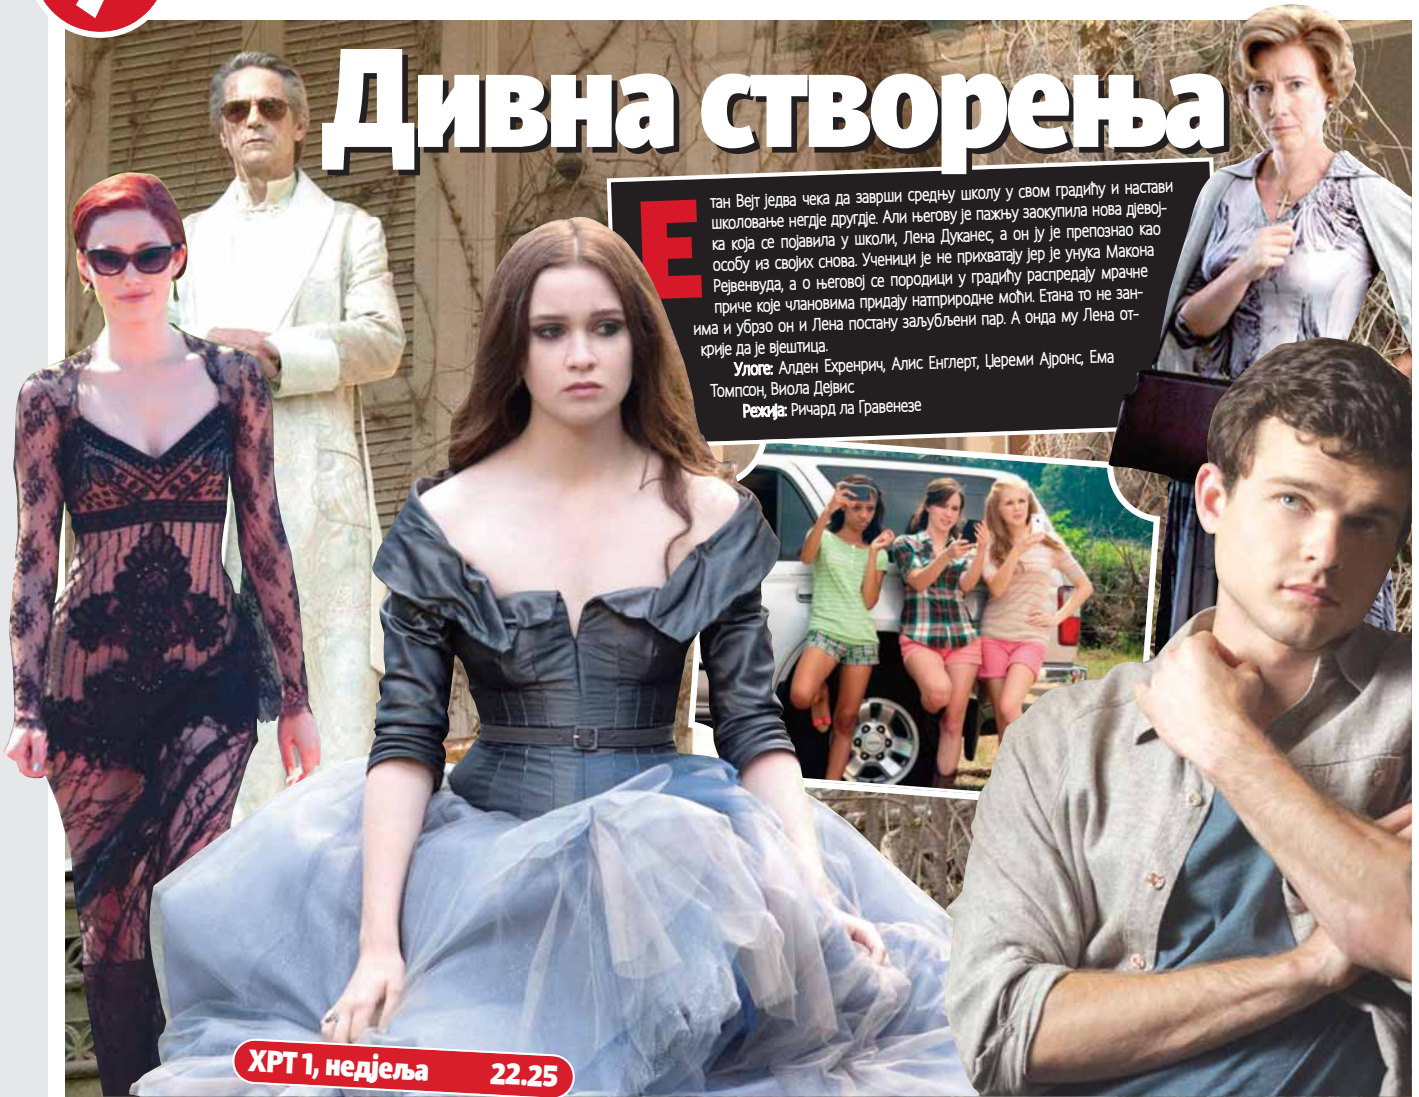 Дивна створења
Етан Вејт једва чека да заврши средњу школу у свом градићу и настави
школовање негдје другдје. Али његову је пажњу заокупила нова дјевој-
ка која се појавила у школи, Лена Дуканес, а он ју је препознао као
особу из својих снова. Ученици је не прихватају јер је унука Макона
Рејвенвуда, а о његовој се породици у градићу распредају мрачне
приче које члановима придају натприродне моћи. Етана то не зан-
има и убрзо он и Лена постану заљубљени пар. А онда му Лена от-
крије да је вјештица.
Улоге: Алден Ехренрич, Алис Енглерт, Џереми Ајронс, Ема
Томпсон, Виола Дејвис
Режија: Ричард ла Гравенезе
ХРТ 1, недјеља 22.25